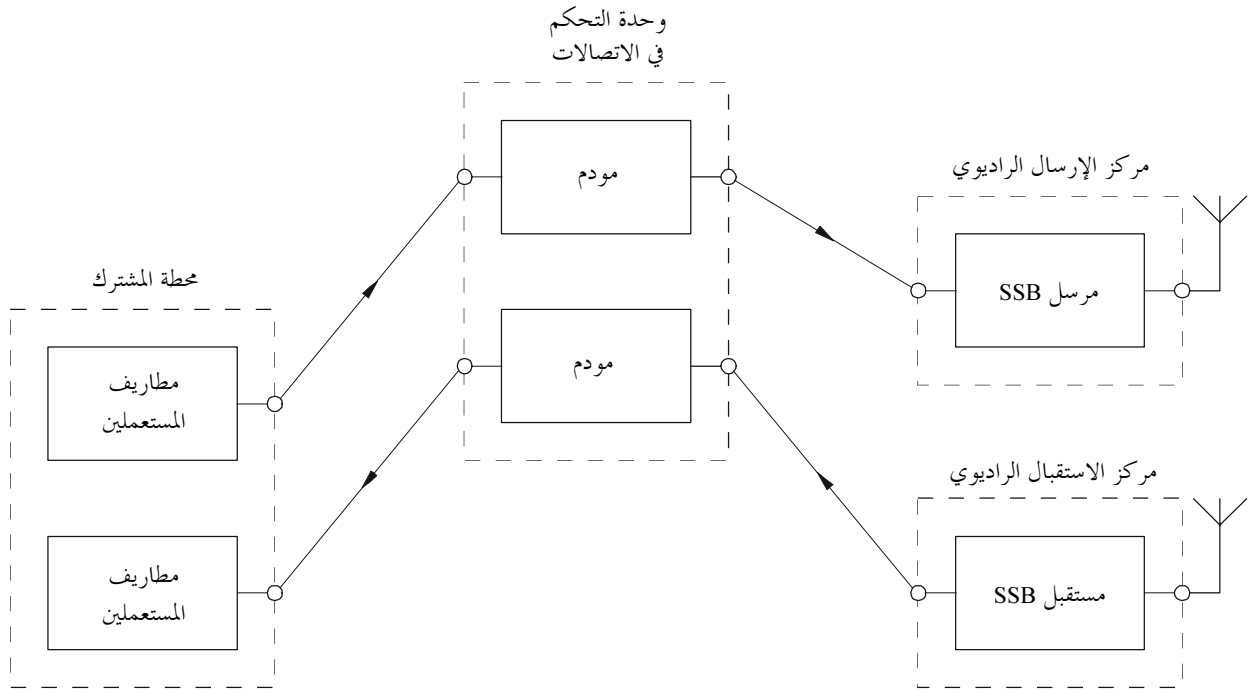 وحدة التحكم
في الاتصالات
مودم
مركز الإرسال الراديوي
مرسل SSB
محطة المشترك
مودم
مطاريف
المستعملين
مركز الاستقبال الراديوي
مطاريف
المستعملين
مستقبل SSB